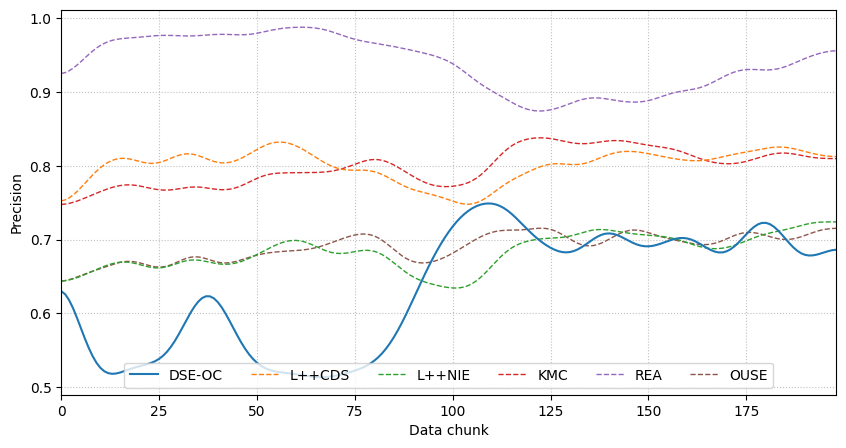 Precision
1.0
0.9
0.8
0.7
0.6
0.5
DSE-OC L++CDS L++NIE KMC REA OUSE
0 25 50 75 100 125 150 175
Data chunk